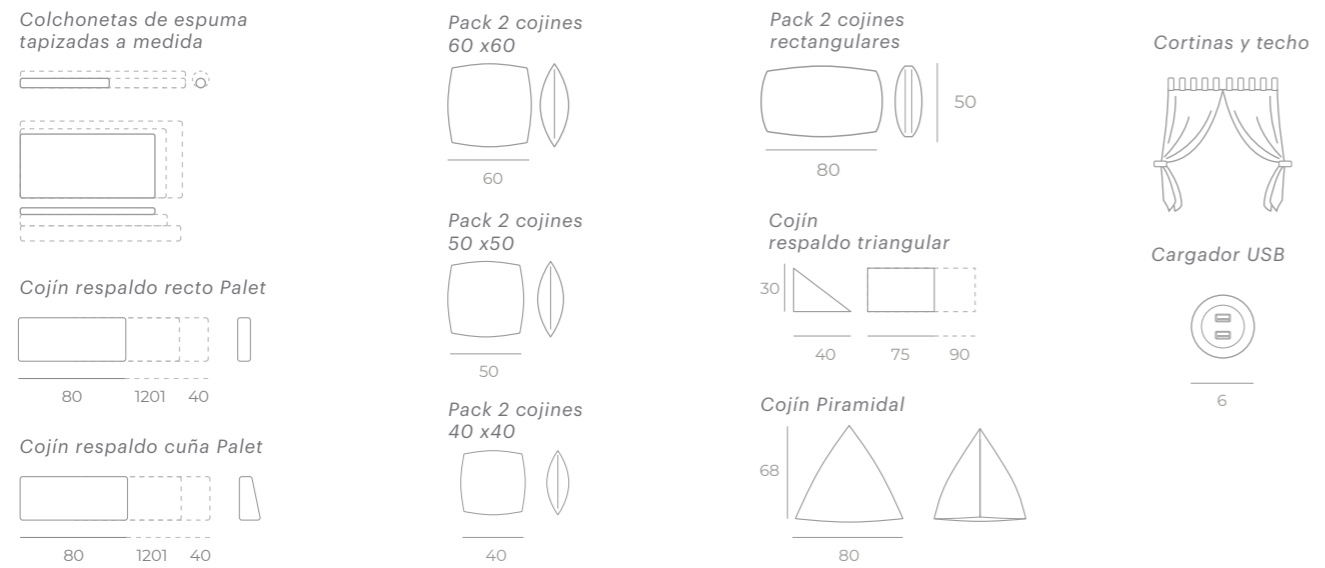 Colchonetas de espuma
tapizadas a medida
Cojín respaldo recto Palet
80 1201 40
Cojín respaldo cuña Palet
80 1201 40
Pack 2 cojines
60 x60
60
Pack 2 cojines
50 x50
50
Pack 2 cojines
40 x40
40
Pack 2 cojines
rectangulares
50
80
Cojín
respaldo triangular
30
40 75 90
Cojín Piramidal
68
80
Cortinas y techo
Cargador USB
6